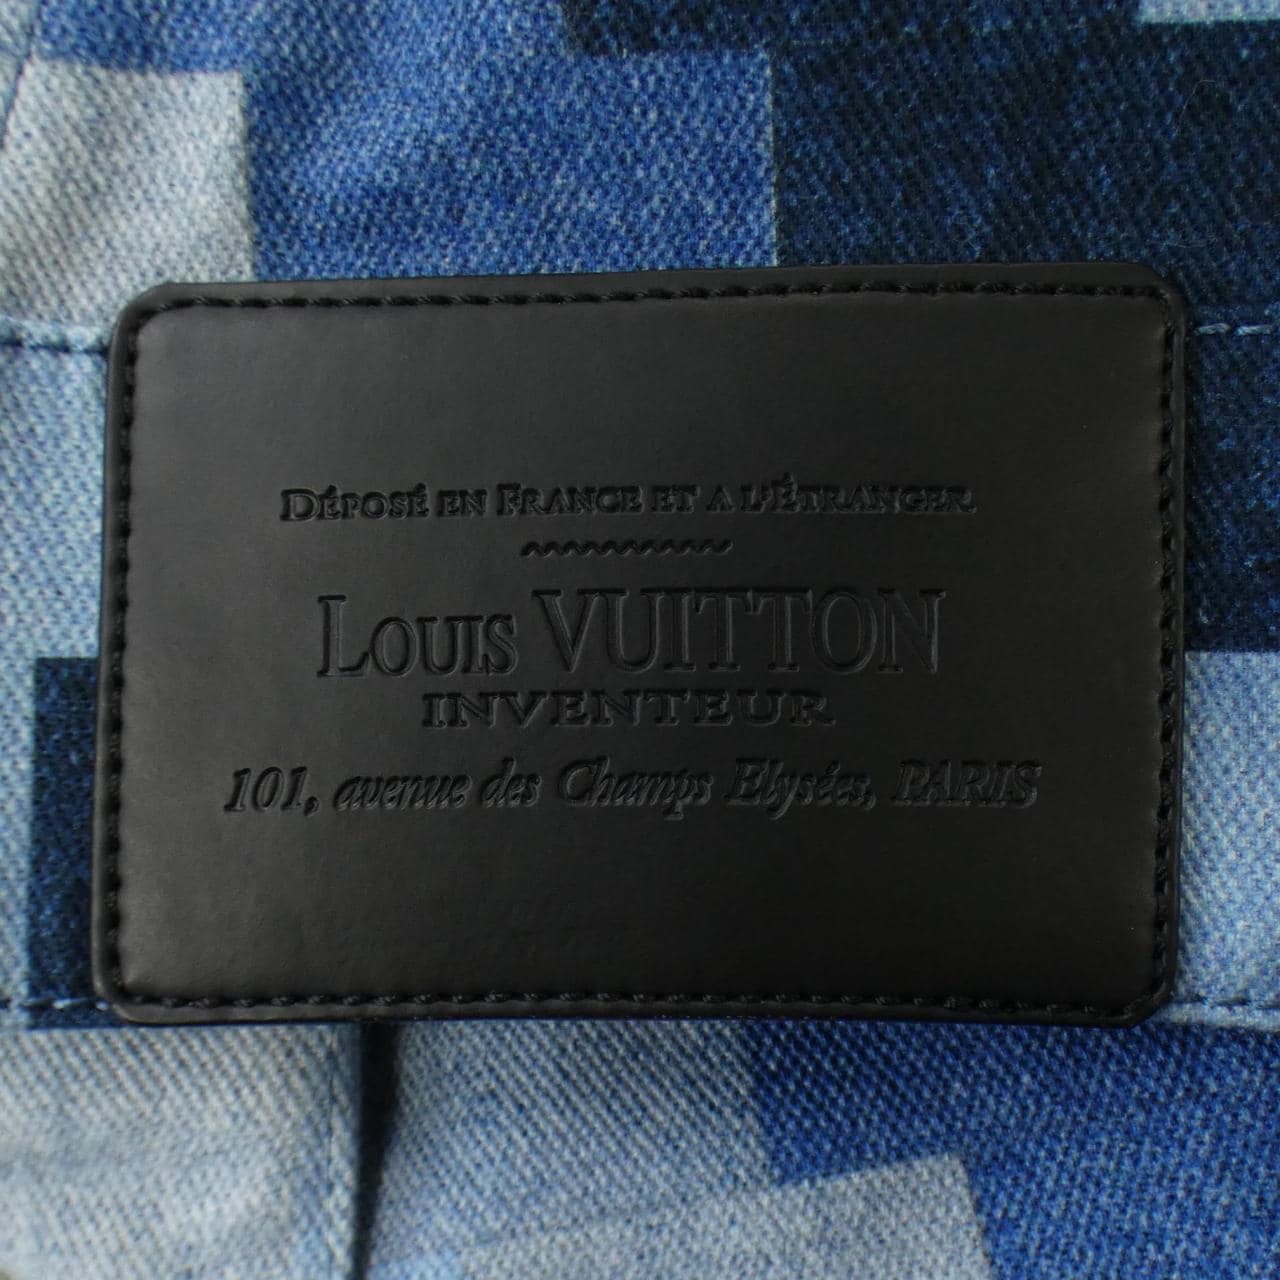 DÉPOSÉ EN FRANCE ET A L'ÉTRANGER
LOUIS VUITTON
INVENTEUR
101, avenue des Champs Elysées, PARIS